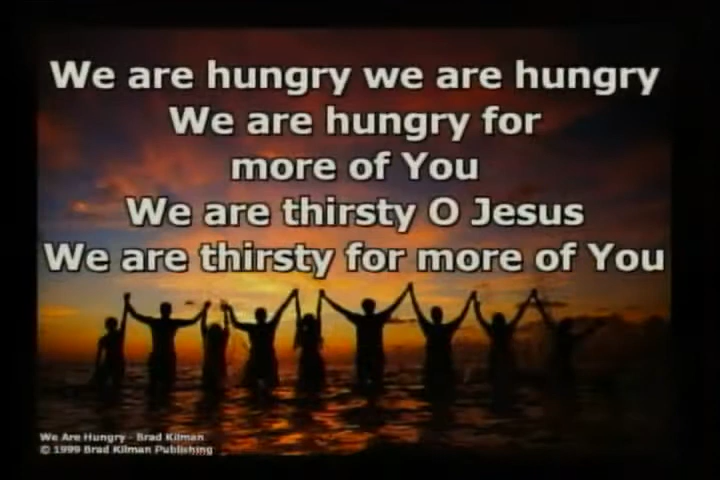 We are hungry we are hungry
We are hungry for
more of You
We are thirsty O Jesus
We are thirsty for more of You
We Are Hungry - Brad Kilman
© 1999 Brad Kilman Publishing